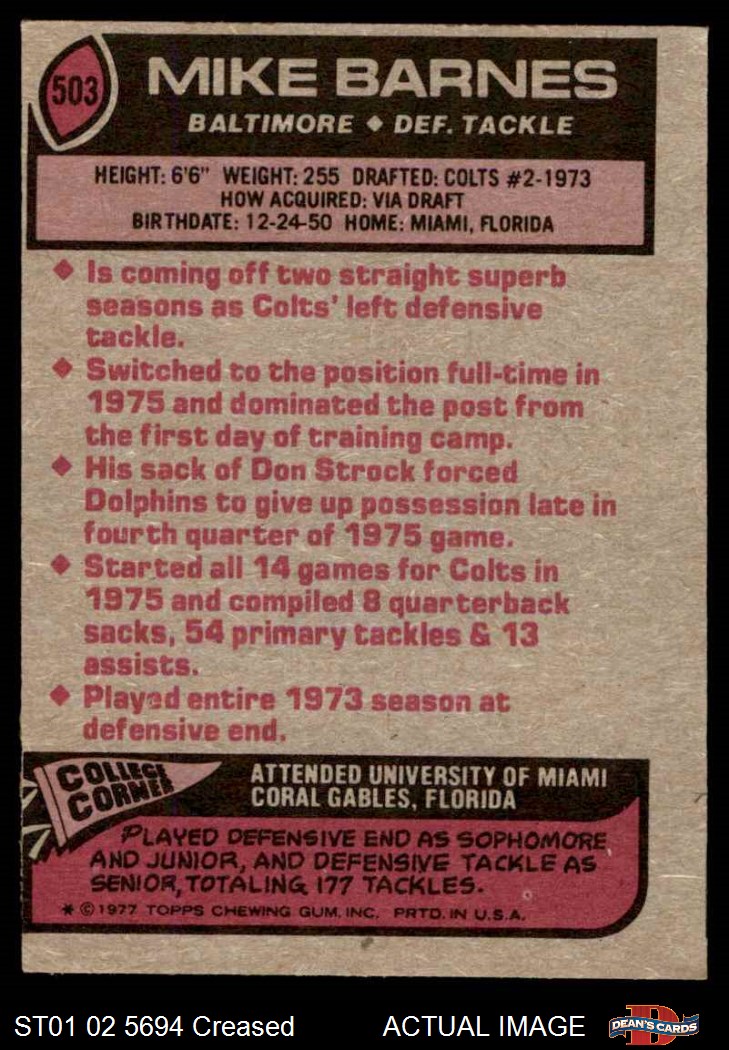 503
MIKE BARNES
BALTIMORE ◆ DEF. TACKLE
HEIGHT: 6'6" WEIGHT: 255 DRAFTED: COLTS #2-1973
HOW ACQUIRED: VIA DRAFT
BIRTHDATE: 12-24-50 HOME: MIAMI, FLORIDA
◆ Is coming off two straight superb
seasons as Colts' left defensive
tackle.
◆ Switched to the position full-time in
1975 and dominated the post from
the first day of training camp.
◆ His sack of Don Strock forced
Dolphins to give up possession late in
fourth quarter of 1975 game.
◆ Started all 14 games for Colts in
1975 and compiled 8 quarterback
sacks, 54 primary tackles & 13
assists.
◆ Played entire 1973 season at
defensive end.
COLLEGE
CORNER
ATTENDED UNIVERSITY OF MIAMI
CORAL GABLES, FLORIDA
PLAYED DEFENSIVE END AS SOPHOMORE
AND JUNIOR, AND DEFENSIVE TACKLE AS
SENIOR, TOTALING 177 TACKLES.
* © 1977 TOPPS CHEWING GUM, INC. PRTD. IN U.S.A.
ST01 02 5694 Creased
ACTUAL IMAGE
D
DEAN'S CARDS